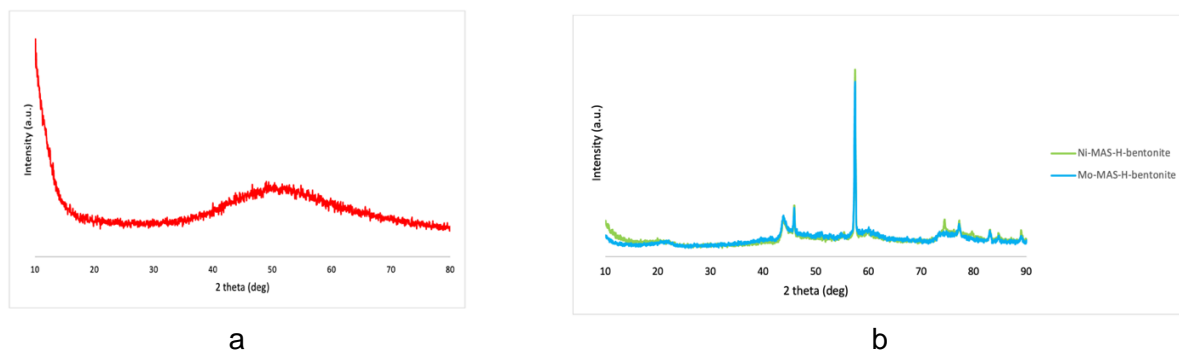 Intensity (a.u.)
10 20 30 40 50 60 70 80
2 theta (deg)
a
Intensity (a.u.)
10 20 30 40 50 60 70 80 90
2 theta (deg)
Ni-MAS-H-bentonite
Mo-MAS-H-bentonite
b